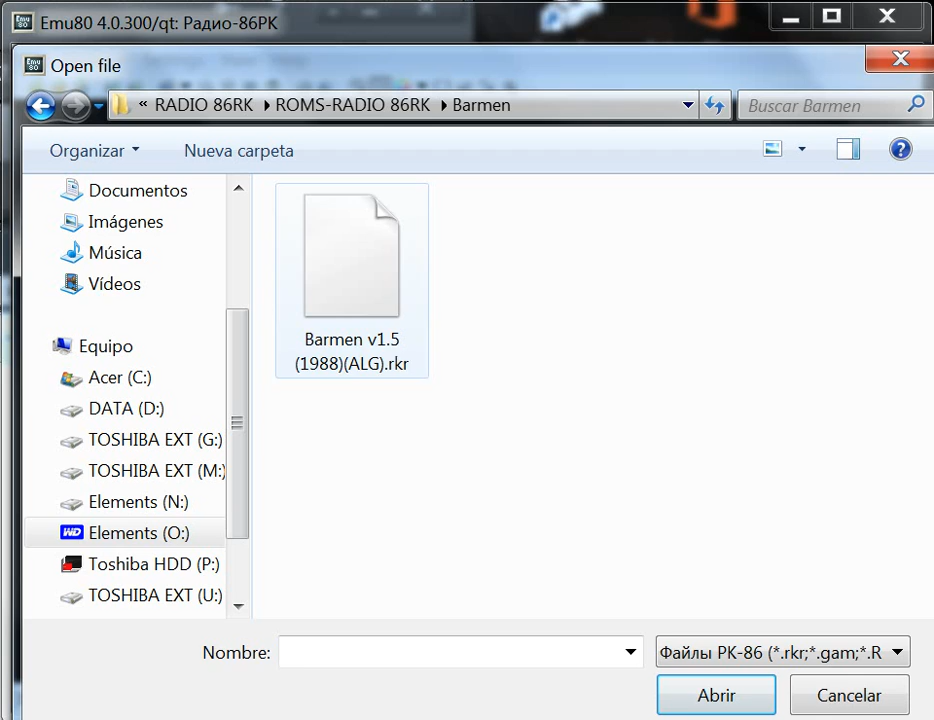 Emu80 4.0.300/qt: Радио-86РК
Open file
« RADIO 86RK ▸ ROMS-RADIO 86RK ▸ Barmen
Buscar Barmen
Organizar
Nueva carpeta
Documentos
Imágenes
Música
Vídeos
Equipo
Acer (C:)
DATA (D:)
TOSHIBA EXT (G:)
TOSHIBA EXT (M:)
Elements (N:)
WD Elements (O:)
Toshiba HDD (P:)
TOSHIBA EXT (U:)
Barmen v1.5
(1988)(ALG).rkr
Nombre:
Файлы РК-86 (*.rkr;*.gam;*.R
Abrir
Cancelar